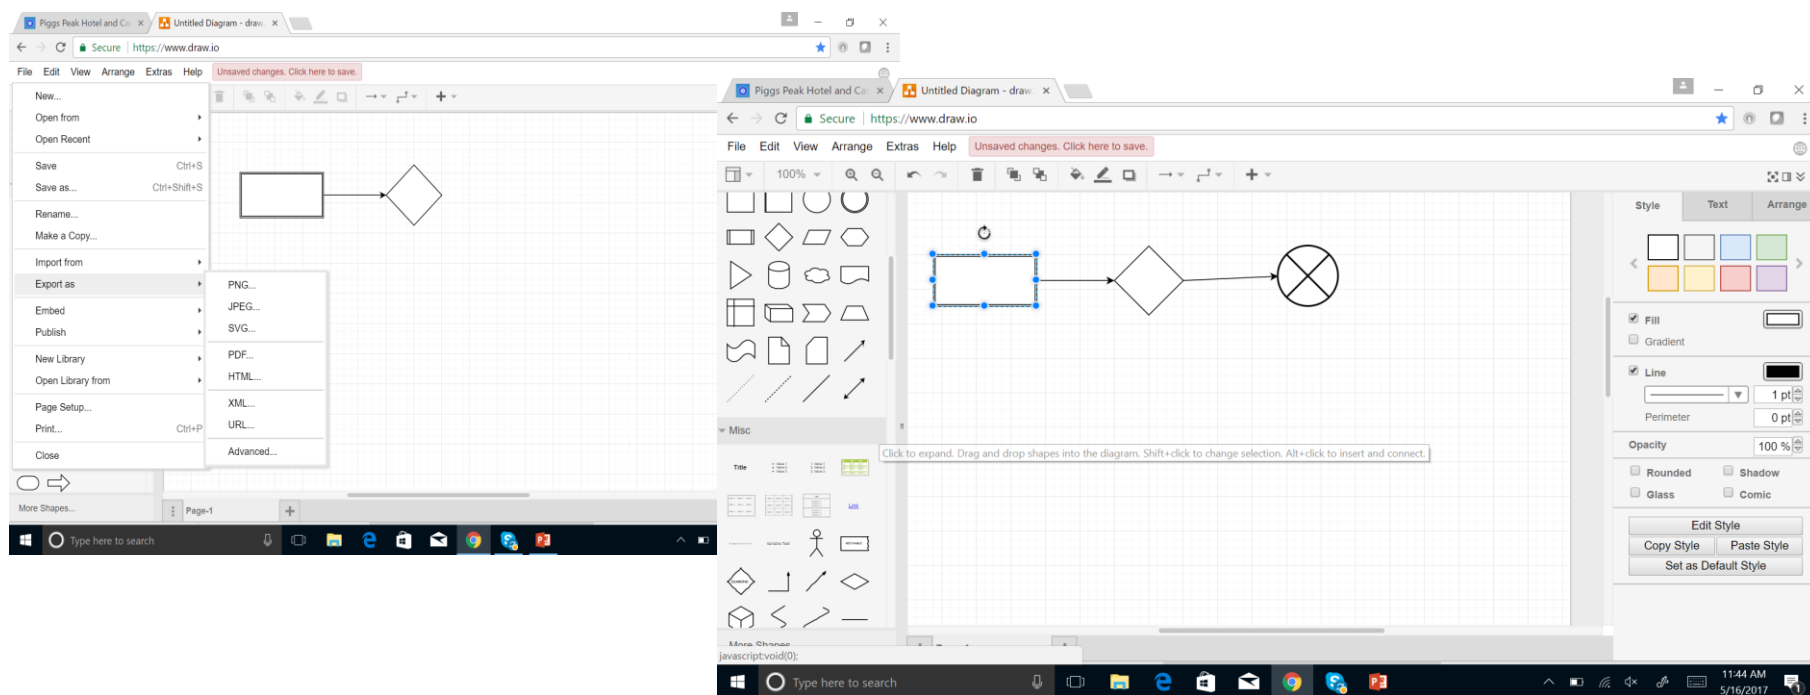 Piggs Peak Hotel and Ca
Untitled Diagram - draw.
Secure
https://www.draw.io
File Edit View Arrange Extras Help
Unsaved changes. Click here to save.
New...
Open from
Open Recent
Save Ctrl+S
Save as... Ctrl+Shift+S
Rename...
Make a Copy...
Import from
Export as
Embed
Publish
New Library
Open Library from
Page Setup...
Print... Ctrl+P
Close
PNG...
JPEG...
SVG...
PDF...
HTML...
XML...
URL...
Advanced...
More Shapes...
Page-1
Type here to search
Piggs Peak Hotel and Ca
Untitled Diagram - draw.
Secure
https://www.draw.io
File Edit View Arrange Extras Help
Unsaved changes. Click here to save.
100%
Misc
Title
Link
Click to expand. Drag and drop shapes into the diagram. Shift+click to change selection. Alt+click to insert and connect.
More Shapes
javascript:void(0);
Style Text Arrange
Fill
Gradient
Line
1 pt
Perimeter 0 pt
Opacity 100 %
Rounded Shadow
Glass Comic
Edit Style
Copy Style Paste Style
Set as Default Style
Type here to search
11:44 AM
5/16/2017